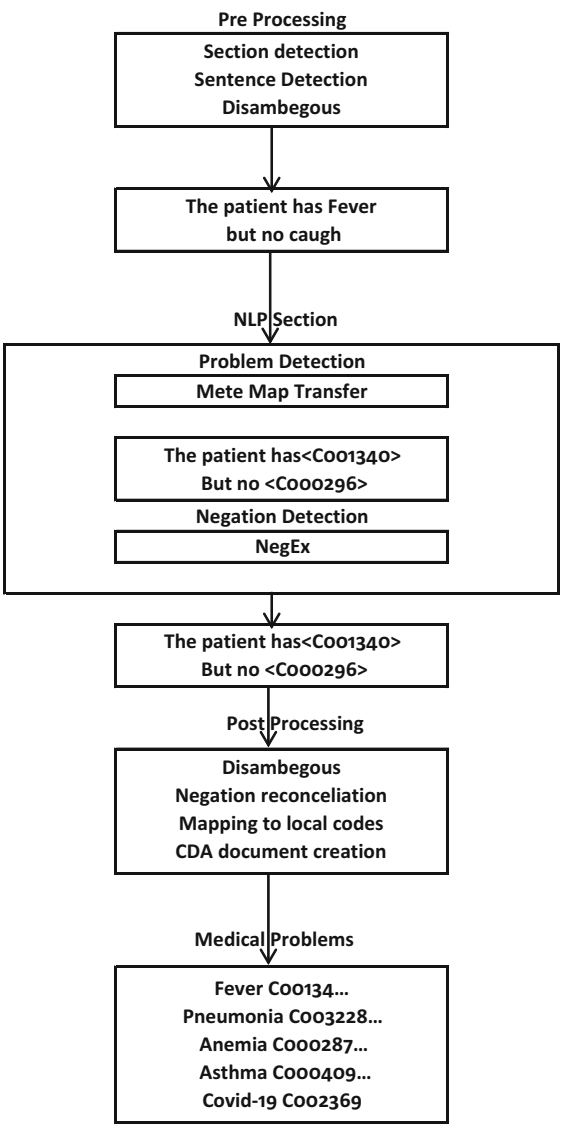 Pre Processing
Section detection
Sentence Detection
Disambegous
The patient has Fever
but no caugh
NLP Section
Problem Detection
Mete Map Transfer
The patient has<C001340>
But no <C000296>
Negation Detection
NegEx
The patient has<C001340>
But no <C000296>
Post Processing
Disambegous
Negation reconceliation
Mapping to local codes
CDA document creation
Medical Problems
Fever C00134...
Pneumonia C003228...
Anemia C000287...
Asthma C000409...
Covid-19 C002369